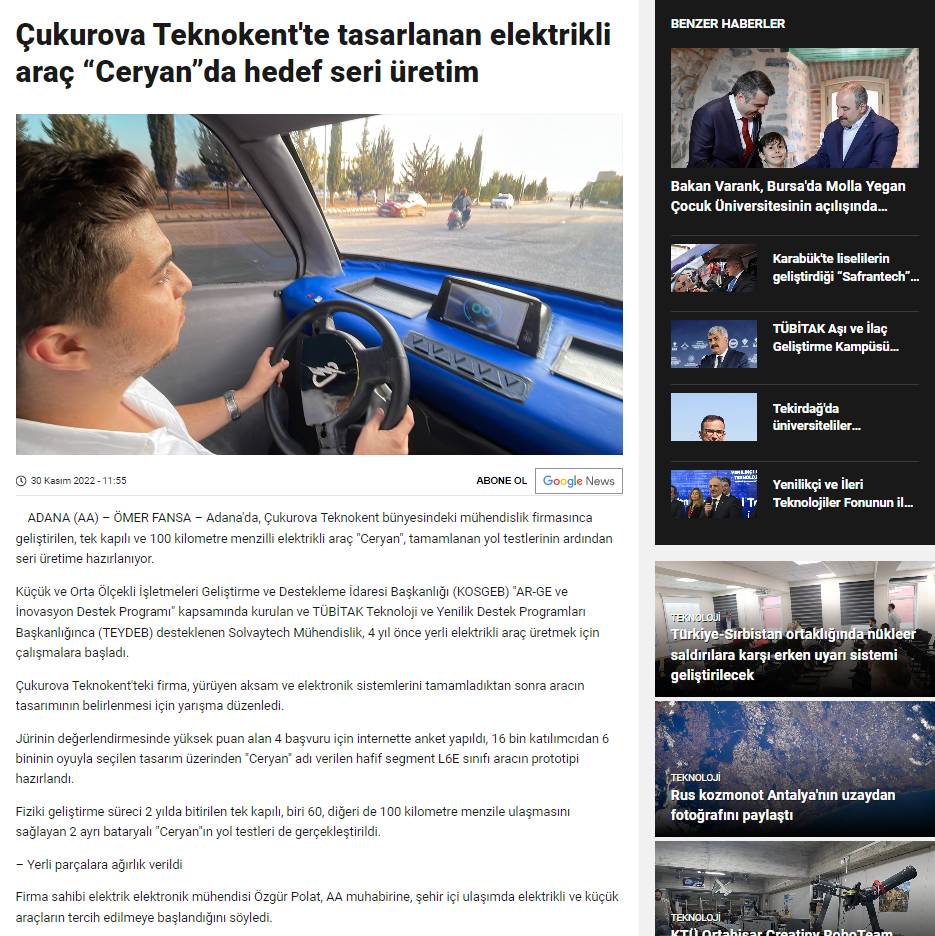 Çukurova Teknokent'te tasarlanan elektrikli
araç “Ceryan”da hedef seri üretim
30 Kasım 2022 - 11:55
ABONE OL
Google News
ADANA (AA) – ÖMER FANSA – Adana'da, Çukurova Teknokent bünyesindeki mühendislik firmasınca
geliştirilen, tek kapılı ve 100 kilometre menzilli elektrikli araç "Ceryan", tamamlanan yol testlerinin ardından
seri üretime hazırlanıyor.
Küçük ve Orta Ölçekli İşletmeleri Geliştirme ve Destekleme İdaresi Başkanlığı (KOSGEB) "AR-GE ve
İnovasyon Destek Programı" kapsamında kurulan ve TÜBİTAK Teknoloji ve Yenilik Destek Programları
Başkanlığınca (TEYDEB) desteklenen Solvaytech Mühendislik, 4 yıl önce yerli elektrikli araç üretmek için
çalışmalara başladı.
Çukurova Teknokent'teki firma, yürüyen aksam ve elektronik sistemlerini tamamladıktan sonra aracın
tasarımının belirlenmesi için yarışma düzenledi.
Jürinin değerlendirmesinde yüksek puan alan 4 başvuru için internette anket yapıldı, 16 bin katılımcıdan 6
bininin oyuyla seçilen tasarım üzerinden "Ceryan" adı verilen hafif segment L6E sınıfı aracın prototipi
hazırlandı.
Fiziki geliştirme süreci 2 yılda bitirilen tek kapılı, biri 60, diğeri de 100 kilometre menzile ulaşmasını
sağlayan 2 ayrı bataryalı "Ceryan"ın yol testleri de gerçekleştirildi.
– Yerli parçalara ağırlık verildi
Firma sahibi elektrik elektronik mühendisi Özgür Polat, AA muhabirine, şehir içi ulaşımda elektrikli ve küçük
araçların tercih edilmeye başlandığını söyledi.
BENZER HABERLER
Bakan Varank, Bursa'da Molla Yegan
Çocuk Üniversitesinin açılışında...
Karabük'te liselilerin
geliştirdiği “Safrantech”...
TÜBİTAK Aşı ve İlaç
Geliştirme Kampüsü...
Tekirdağ'da
üniversiteliler...
Yenilikçi ve İleri
Teknolojiler Fonunun il...
TEKNOLOJİ
Türkiye-Sırbistan ortaklığında nükleer
saldırılara karşı erken uyarı sistemi
geliştirilecek
TEKNOLOJİ
Rus kozmonot Antalya'nın uzaydan
fotoğrafını paylaştı
TEKNOLOJİ
KTÜ Ortahisar Creatiny RoboTeam